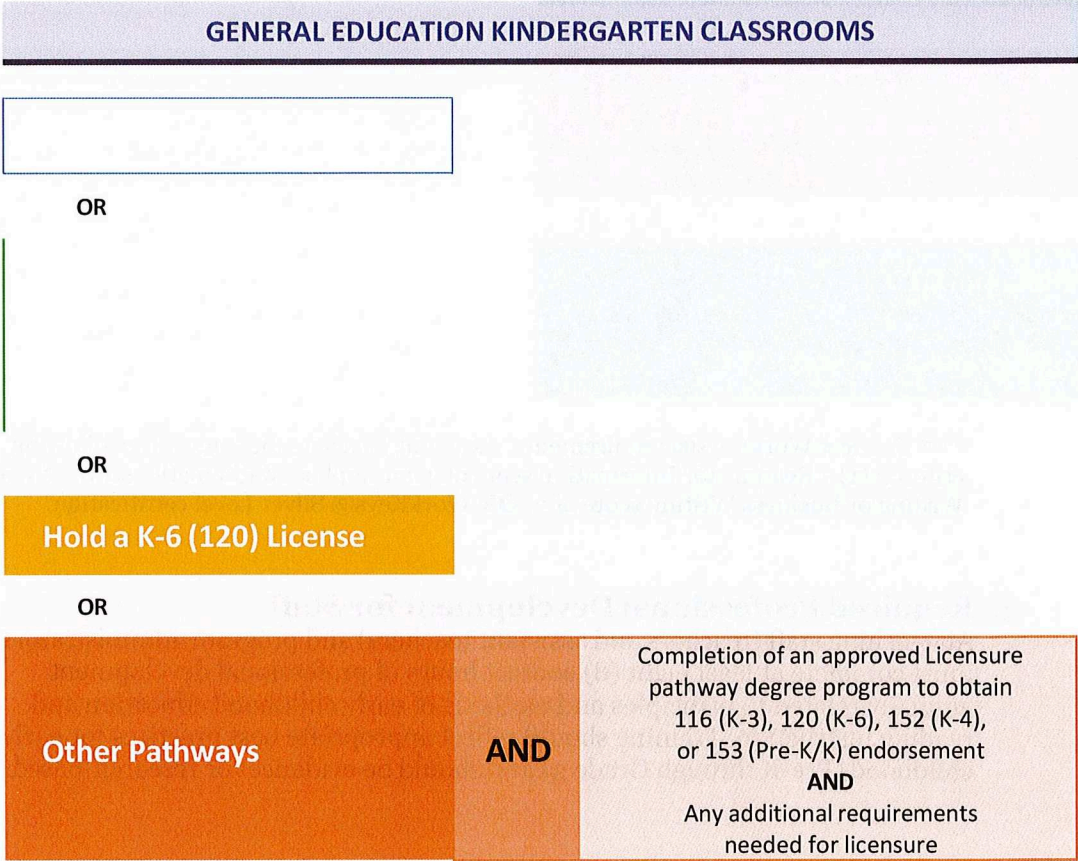 GENERAL EDUCATION KINDERGARTEN CLASSROOMS
OR
OR
Hold a K-6 (120) License
OR
Other Pathways
AND
Completion of an approved Licensure
pathway degree program to obtain
116 (K-3), 120 (K-6), 152 (K-4),
or 153 (Pre-K/K) endorsement
AND
Any additional requirements
needed for licensure